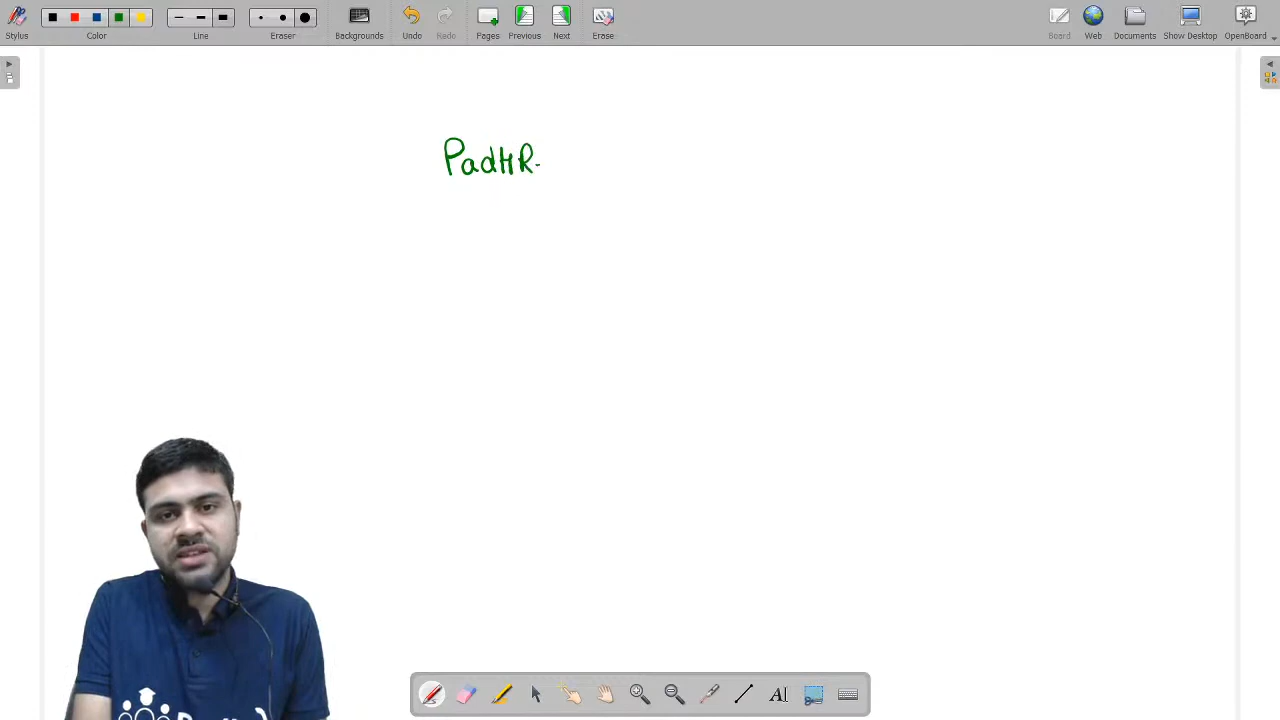 Stylus
Color
Line
Eraser
Backgrounds
Undo
Redo
Pages
Previous
Next
Erase
Board
Web
Documents
Show Desktop
OpenBoard
PadHR